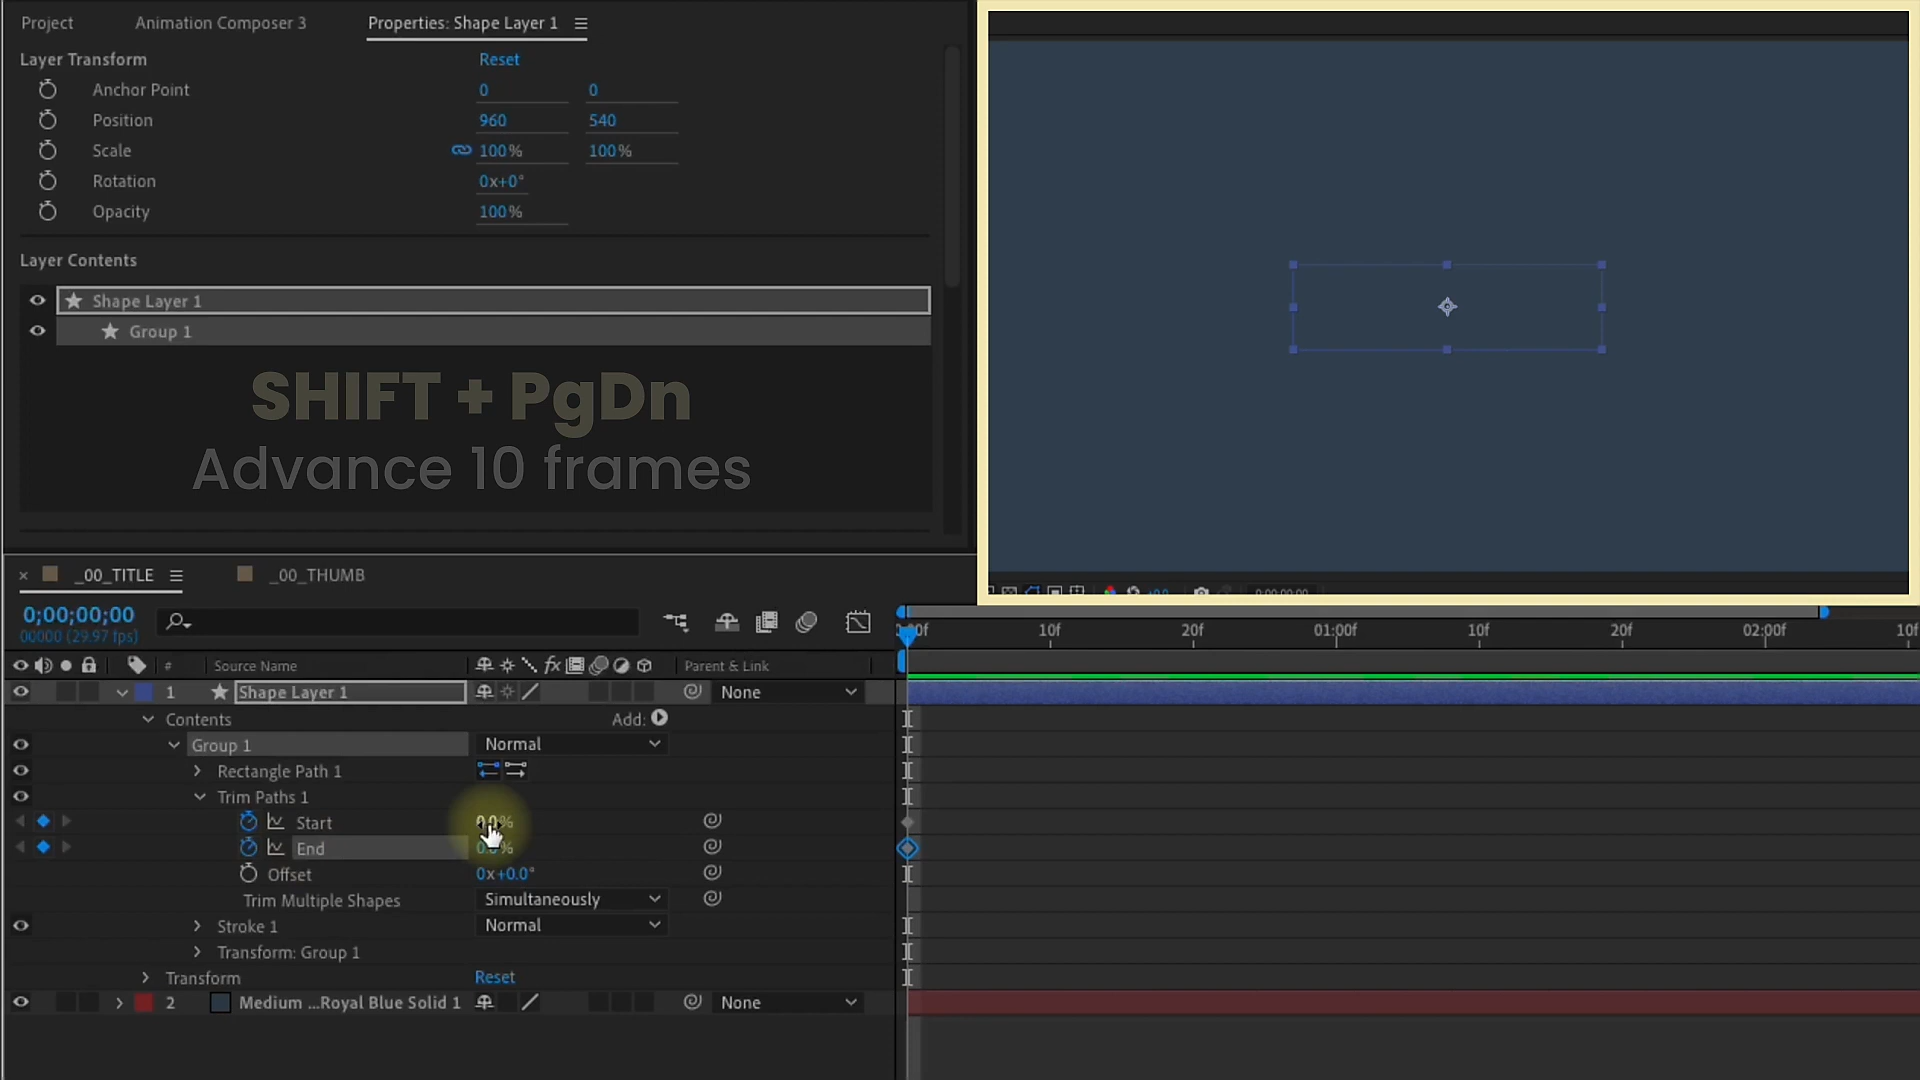 Project Animation Composer 3 Properties: Shape Layer 1
Layer Transform Reset
Anchor Point 0 0
Position 960 540
Scale 100% 100%
Rotation 0x+0°
Opacity 100%
Layer Contents
Shape Layer 1
Group 1
SHIFT + PgDn
Advance 10 frames
_00_TITLE _00_THUMB
0;00;00;00
00000 (29.97 fps)
10f 20f 01:00f 10f 20f 02:00f 10f
# Source Name fx Parent & Link
1 Shape Layer 1 None
Contents Add:
Group 1 Normal
Rectangle Path 1
Trim Paths 1
Start
End
Offset 0x+0.0°
Trim Multiple Shapes Simultaneously
Stroke 1 Normal
Transform: Group 1
Transform Reset
2 Medium ...Royal Blue Solid 1 None